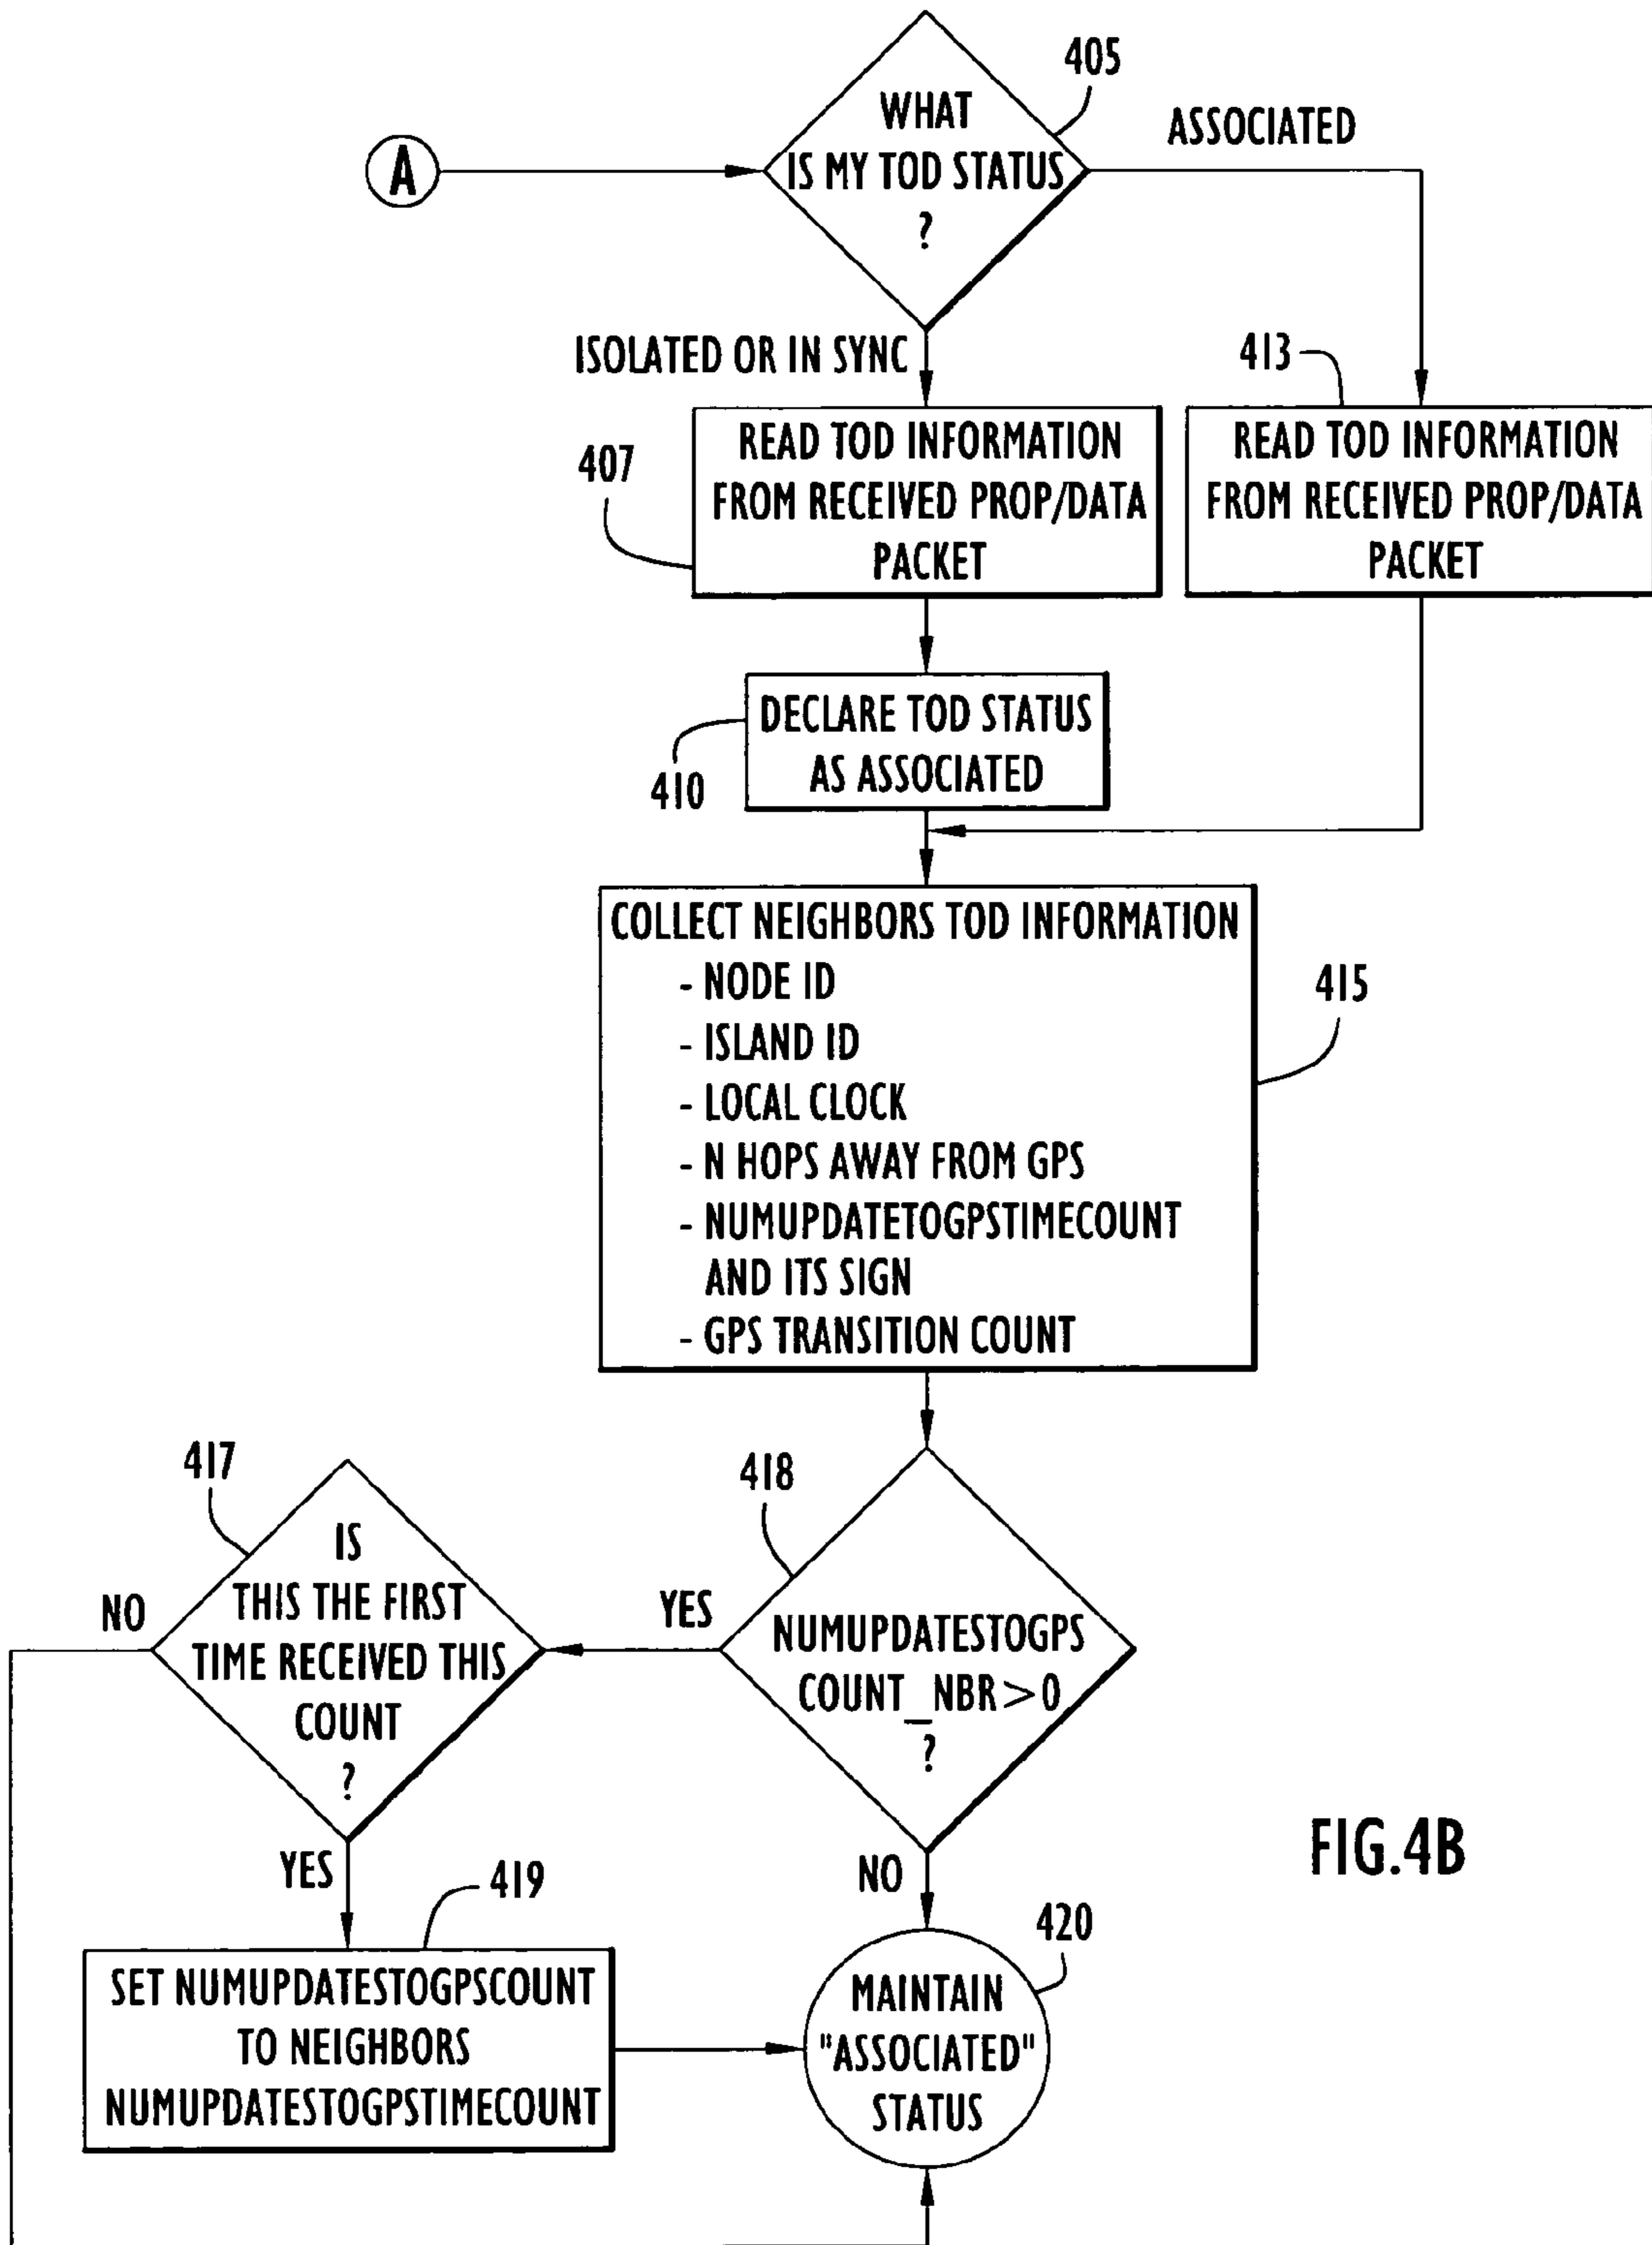 405
WHAT
IS MY TOD STATUS
?
ASSOCIATED
A
ISOLATED OR IN SYNC
413
407
READ TOD INFORMATION
FROM RECEIVED PROP/DATA
PACKET
READ TOD INFORMATION
FROM RECEIVED PROP/DATA
PACKET
DECLARE TOD STATUS
AS ASSOCIATED
410
COLLECT NEIGHBORS TOD INFORMATION
- NODE ID
- ISLAND ID
- LOCAL CLOCK
- N HOPS AWAY FROM GPS
- NUMUPDATETOGPSTIMECOUNT
AND ITS SIGN
- GPS TRANSITION COUNT
415
417
418
IS
THIS THE FIRST
TIME RECEIVED THIS
COUNT
?
NO
YES
NUMUPDATESTOGPS
COUNT_NBR>0
?
YES
419
NO
420
SET NUMUPDATESTOGPSCOUNT
TO NEIGHBORS
NUMUPDATESTOGPSTIMECOUNT
MAINTAIN
"ASSOCIATED"
STATUS
FIG.4B